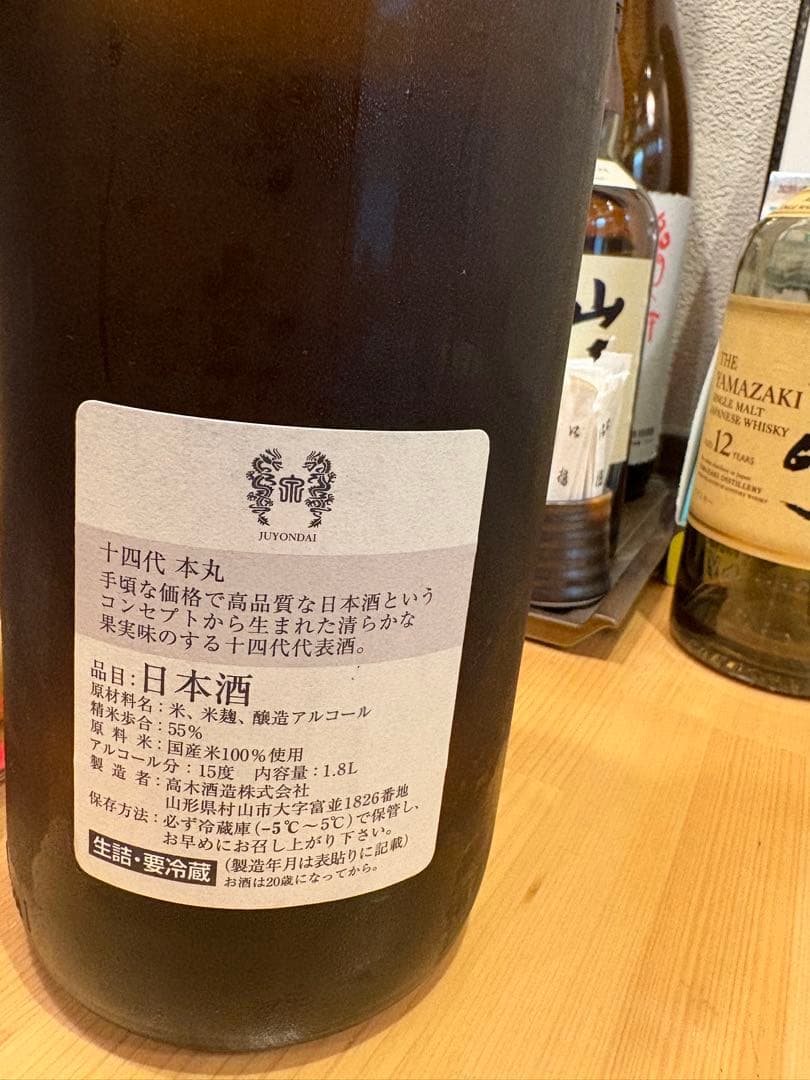 JUYONDAI
十四代 本丸
手頃な価格で高品質な日本酒という
コンセプトから生まれた清らかな
果実味のする十四代代表酒。
品目:日本酒
原材料名:米、米麹、醸造アルコール
精米歩合:55%
原料米:国産米100%使用
アルコール分:15度 内容量:1.8L
製造者:高木酒造株式会社
山形県村山市大字富並1826番地
保存方法:必ず冷蔵庫(−5℃〜5℃)で保管し、
お早めにお召し上がり下さい。
生詰・要冷蔵 (製造年月は表貼りに記載)
お酒は20歳になってから。
山
THE
YAMAZAKI
SINGLE MALT
JAPANESE WHISKY
AGED 12 YEARS
YAMAZAKI DISTILLERY